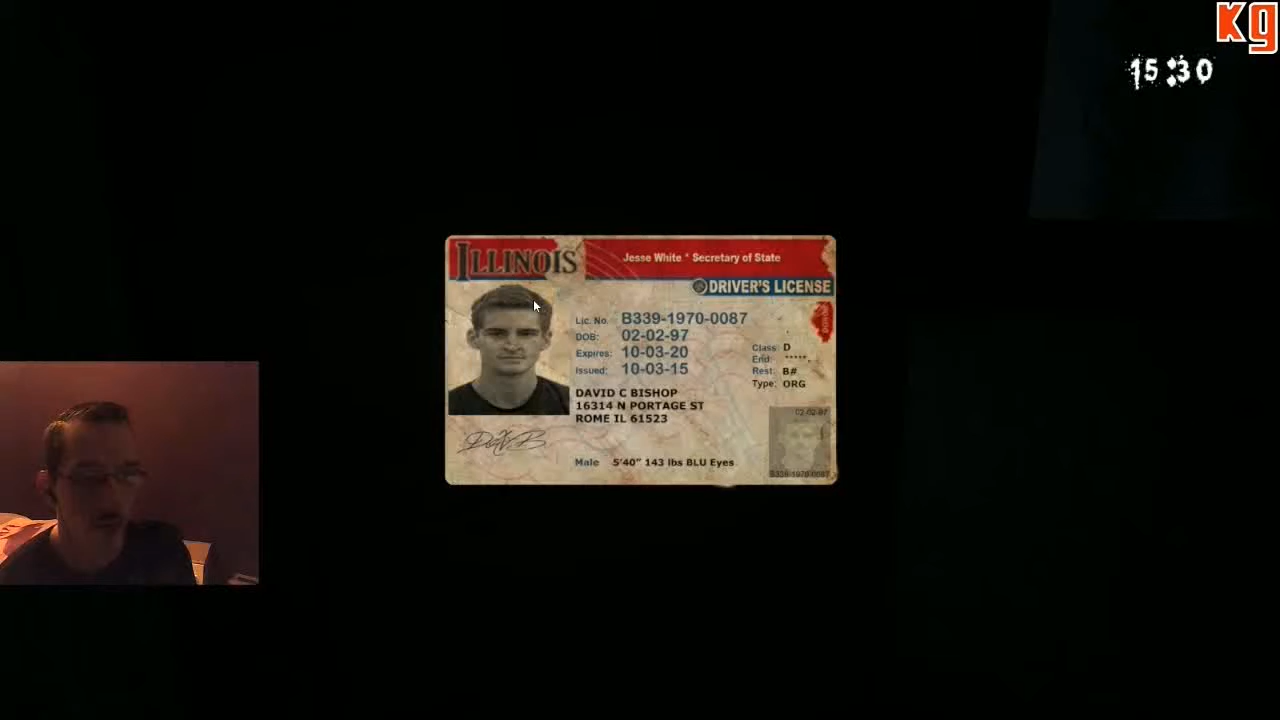 Kg
15:30
ILLINOIS
Jesse White * Secretary of State
DRIVER'S LICENSE
Lic. No. B339-1970-0087
DOB: 02-02-97
Expires: 10-03-20
Issued: 10-03-15
Class: D
End: *****
Rest: B#
Type: ORG
DONOR
DAVID C BISHOP
16314 N PORTAGE ST
ROME IL 61523
Male 5'40" 143 lbs BLU Eyes
02-02-97
B339-1970-0087